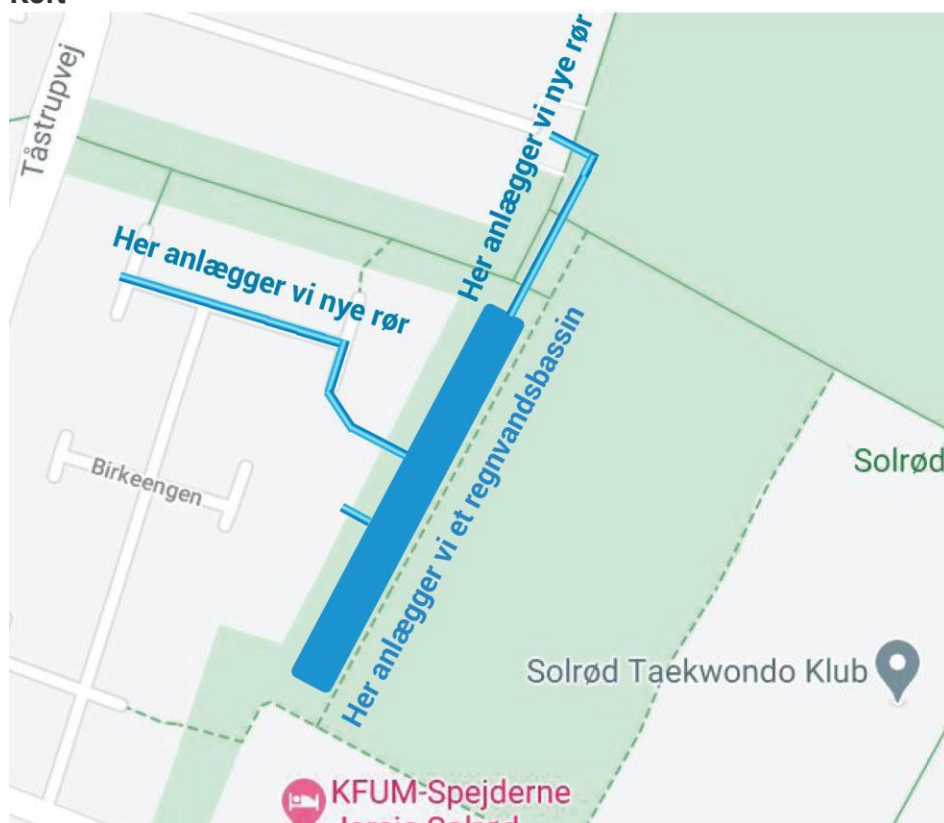 Kort
Tåstrupvej
Her anlægger vi nye rør
Her anlægger vi nye rør
Her anlægger vi et regnvandsbassin
Birkeengen
Solrød
Solrød Taekwondo Klub
KFUM-Spejderne